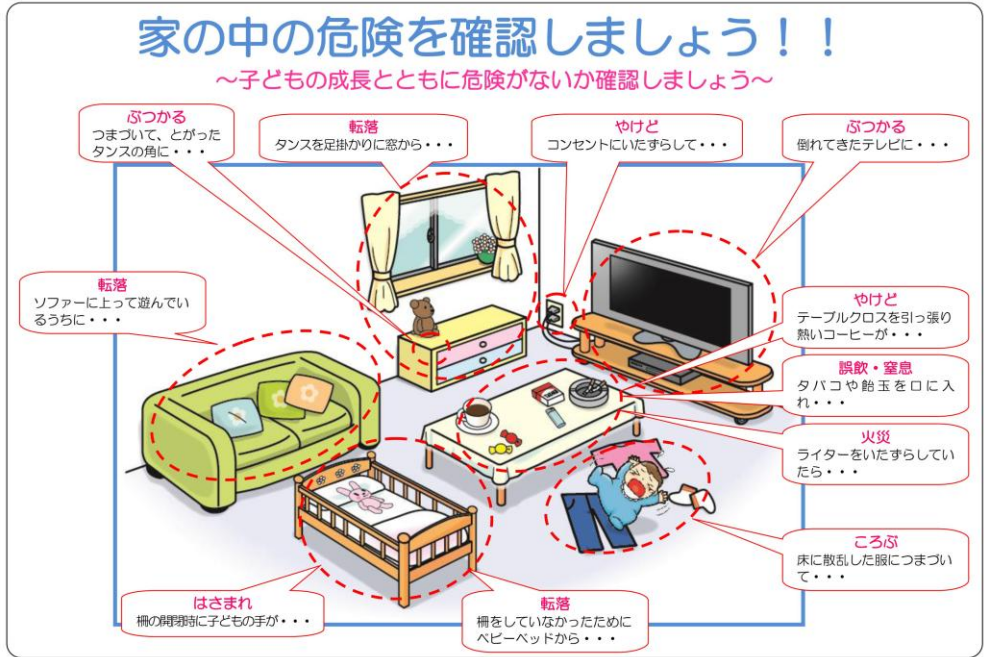 家の中の危険を確認しましょう！！
～子どもの成長とともに危険がないか確認しましょう～
ぶつかる
つまづいて、とがった
タンスの角に・・・
転落
タンスを足掛かりに窓から・・・
やけど
コンセントにいたずらして・・・
ぶつかる
倒れてきたテレビに・・・
転落
ソファーに上って遊んでい
るうちに・・・
やけど
テーブルクロスを引っ張り
熱いコーヒーが・・・
誤飲・窒息
タバコや飴玉を口に入
れ・・・
火災
ライターをいたずらしてい
たら・・・
ころぶ
床に散乱した服につまづい
て・・・
はさまれ
柵の開閉時に子どもの手が・・・
転落
柵をしていなかったために
ベビーベッドから・・・